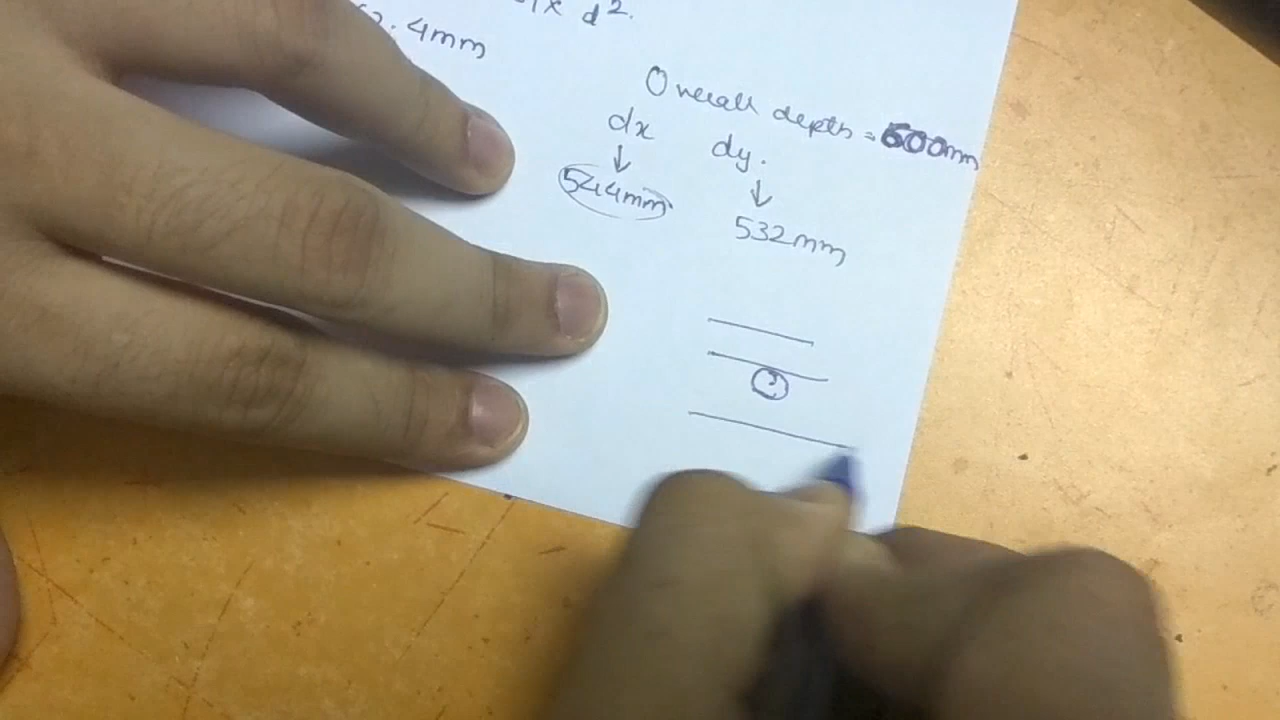 x d².
.4mm
Overall depth = 600mm
dx dy.
↓ ↓
544mm 532mm